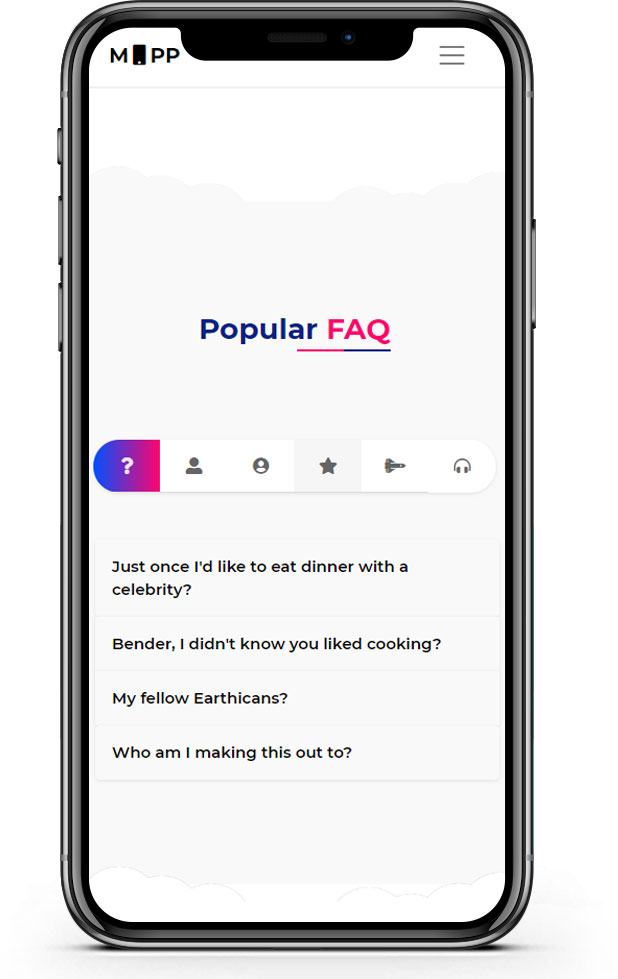 M PP
Popular FAQ
?
Just once I'd like to eat dinner with a
celebrity?
Bender, I didn't know you liked cooking?
My fellow Earthicans?
Who am I making this out to?